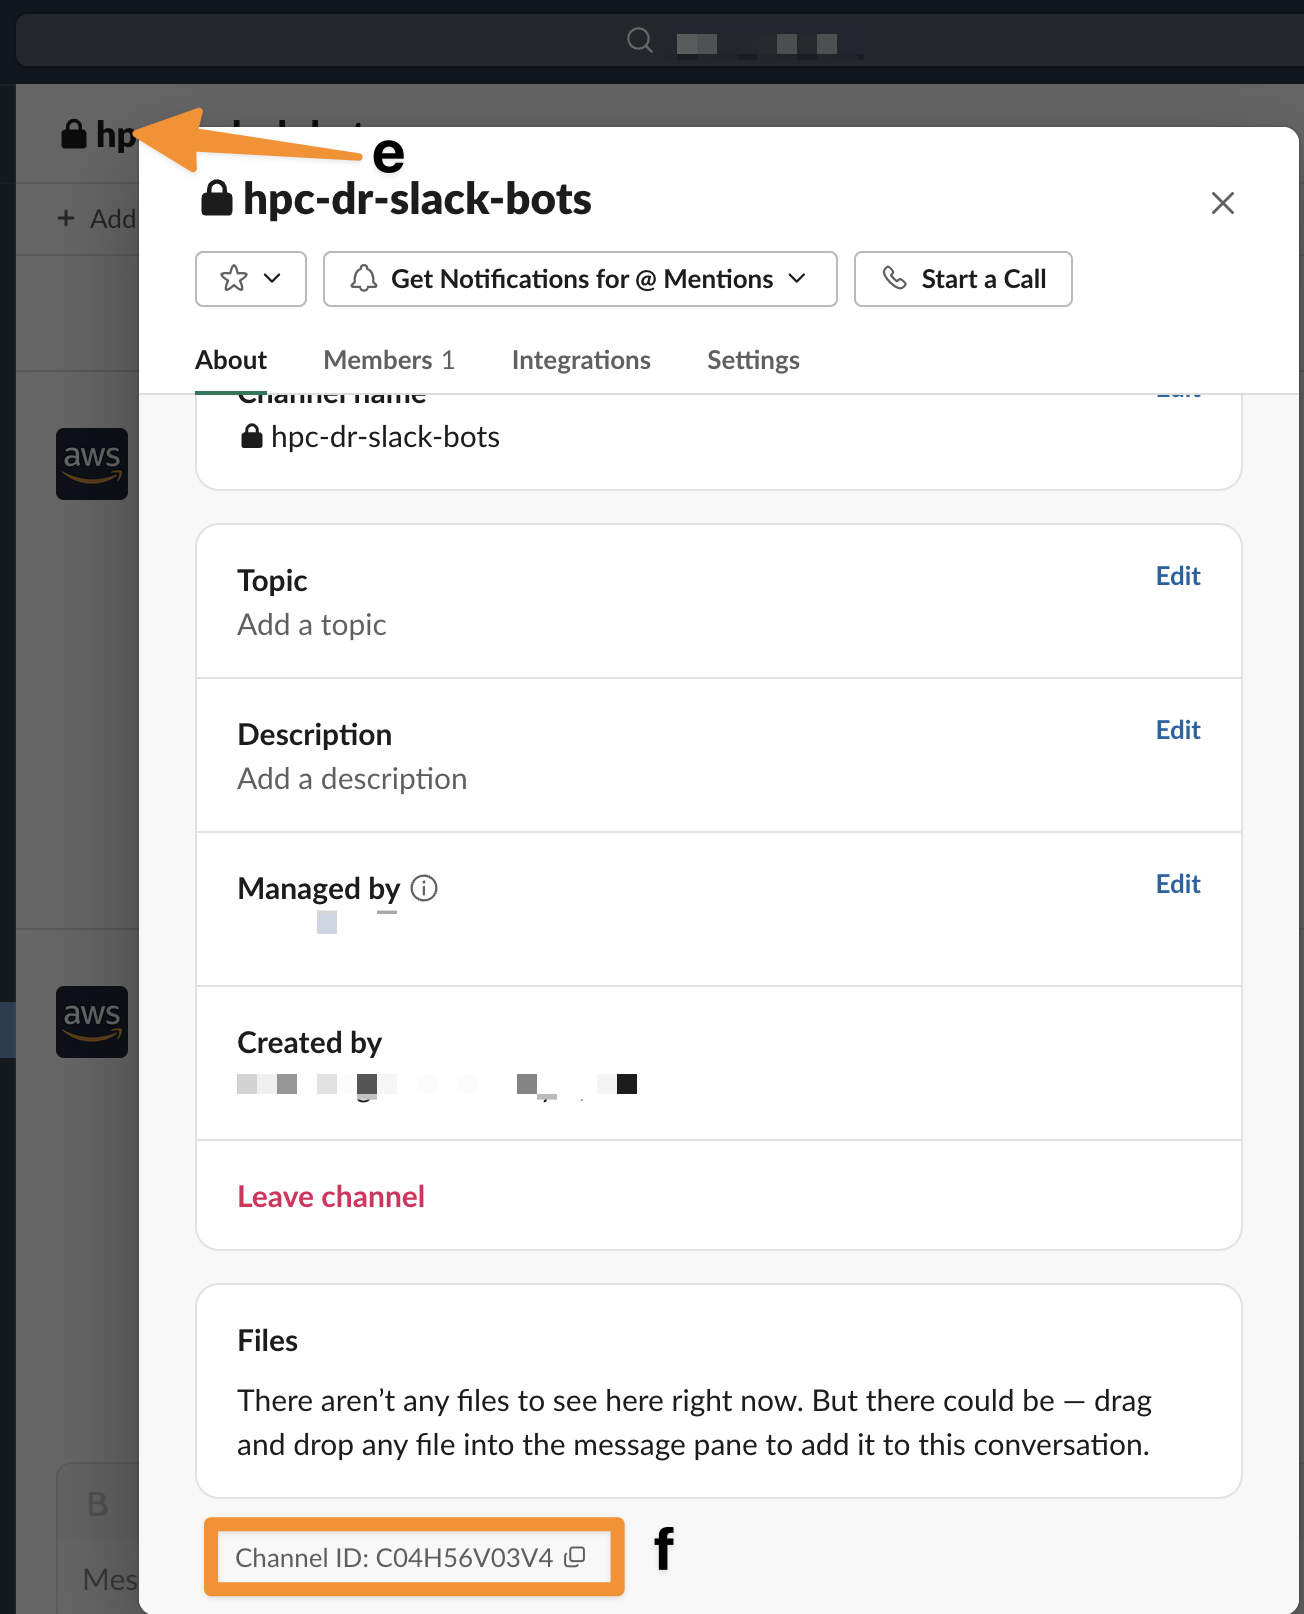 hp
e
hpc-dr-slack-bots
+ Add
Get Notifications for @ Mentions
Start a Call
About Members 1 Integrations Settings
Channel name Edit
hpc-dr-slack-bots
aws
Topic Edit
Add a topic
Description Edit
Add a description
Managed by Edit
aws
Created by
Leave channel
Files
There aren’t any files to see here right now. But there could be — drag
and drop any file into the message pane to add it to this conversation.
B
Channel ID: C04H56V03V4
f
Mes